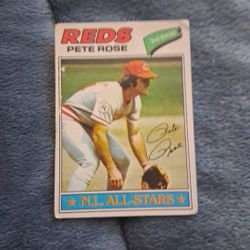 REDS
PETE ROSE
3rd BASE
Pete
Rose
★ N.L. ALL-STARS ★